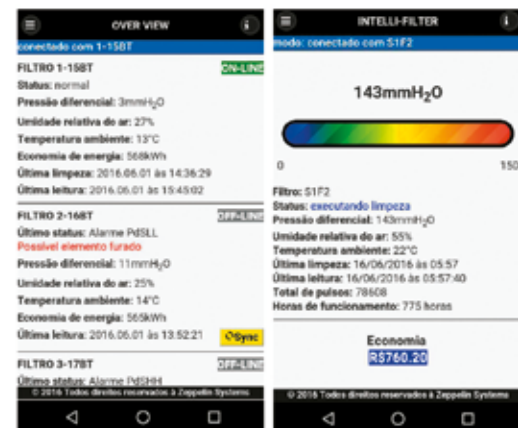 OVER VIEW
i
conectado com 1-15BT
FILTRO 1-15BT
ON-LINE
Status: normal
Pressão diferencial: 3mmH₂O
Umidade relativa do ar: 27%
Temperatura ambiente: 13°C
Economia de energia: 568kWh
Última limpeza: 2016.06.01 às 14:36:29
Última leitura: 2016.06.01 às 15:45:02
FILTRO 2-16BT
OFF-LINE
Último status: Alarme PdSLL
Possível elemento furado
Pressão diferencial: 11mmH₂O
Umidade relativa do ar: 25%
Temperatura ambiente: 14°C
Economia de energia: 565kWh
Última leitura: 2016.06.01 às 13:52:21
Sync
FILTRO 3-17BT
OFF-LINE
Último status: Alarme PdSHH
© 2016 Todos direitos reservados à Zeppelin Systems
INTELLI-FILTER
i
modo: conectado com S1F2
143mmH₂O
0
150
Filtro: S1F2
Status: executando limpeza
Pressão diferencial: 143mmH₂O
Umidade relativa do ar: 55%
Temperatura ambiente: 22°C
Última limpeza: 16/06/2016 às 05:57
Última leitura: 16/06/2016 às 05:57:40
Total de pulsos: 78608
Horas de funcionamento: 775 horas
Economia
R$760.20
© 2016 Todos direitos reservados à Zeppelin Systems